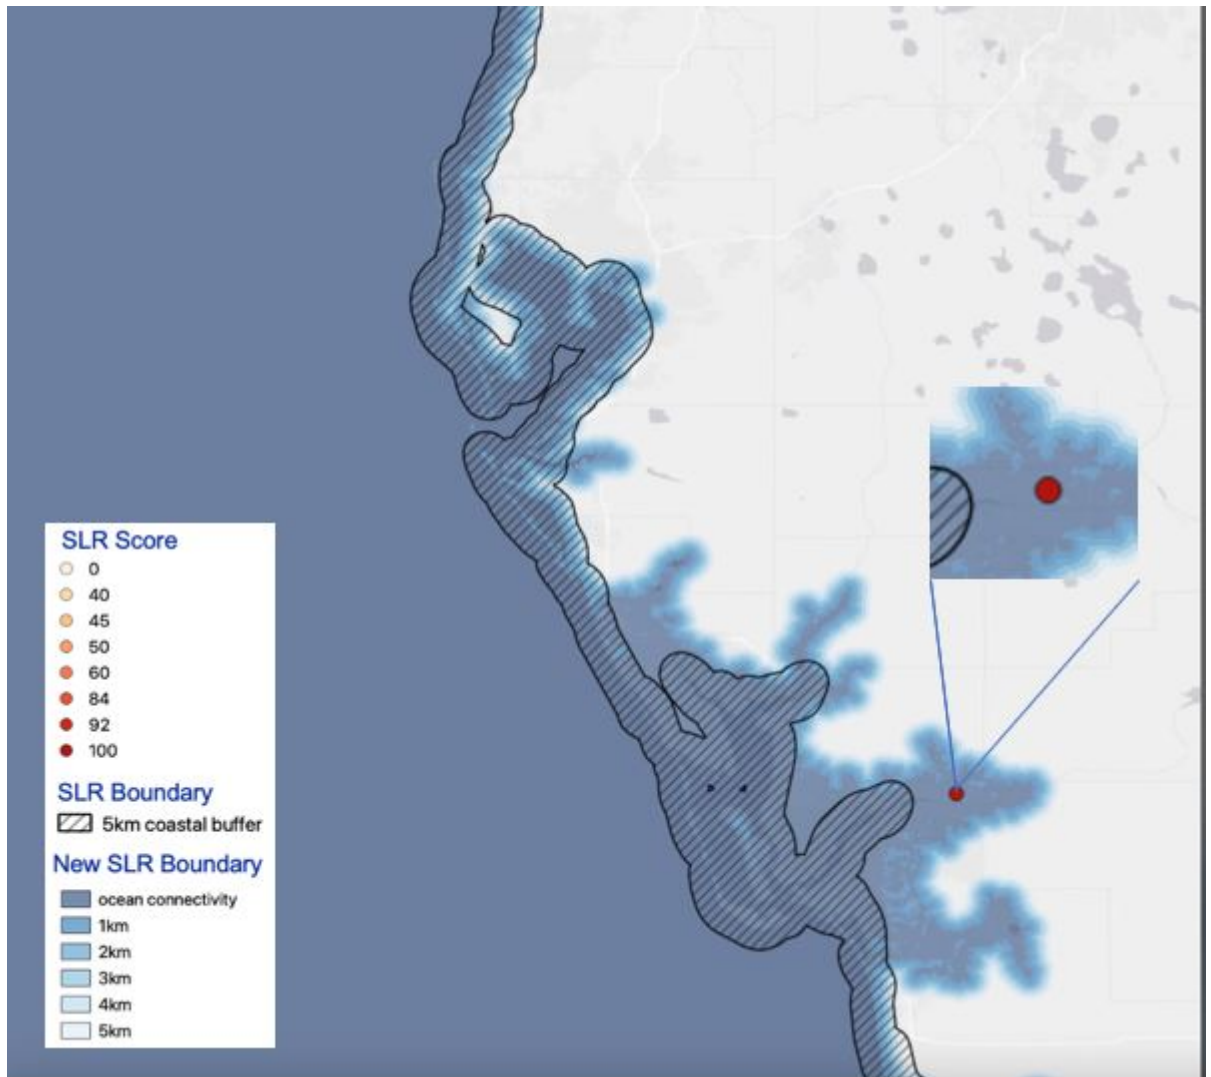 SLR Score
0
40
45
50
60
84
92
100
SLR Boundary
5km coastal buffer
New SLR Boundary
ocean connectivity
1km
2km
3km
4km
5km